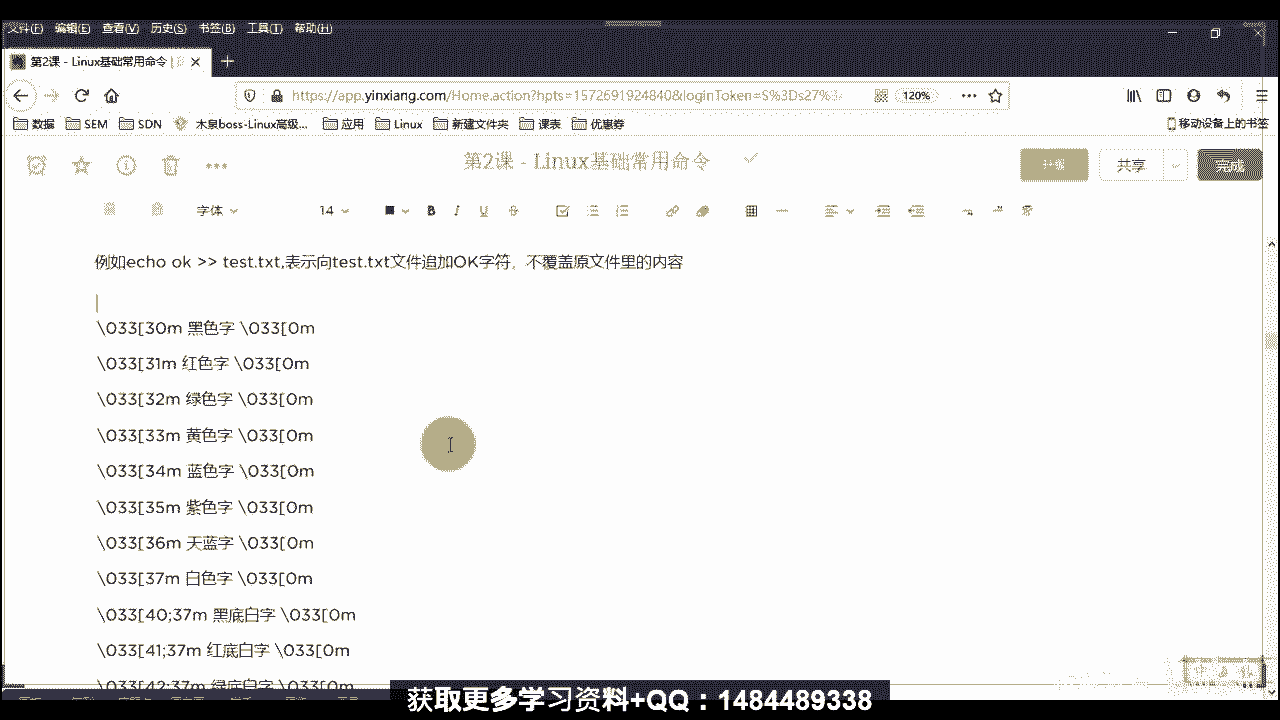 文件(F) 编辑(E) 查看(V) 历史(S) 书签(B) 工具(T) 帮助(H)
第2课 - Linux基础常用命令
https://app.yinxiang.com/Home.action?hpts=1572691924840&loginToken=S%3Ds27%3 120%
数据 SEM SDN 木泉boss-Linux高级... 应用 Linux 新建文件夹 课表 优惠券 移动设备上的书签
第2课 - Linux基础常用命令 升级 共享 完成
字体 14 B I U
例如echo ok >> test.txt,表示向test.txt文件追加OK字符，不覆盖原文件里的内容
\033[30m 黑色字 \033[0m
\033[31m 红色字 \033[0m
\033[32m 绿色字 \033[0m
\033[33m 黄色字 \033[0m
\033[34m 蓝色字 \033[0m
\033[35m 紫色字 \033[0m
\033[36m 天蓝字 \033[0m
\033[37m 白色字 \033[0m
\033[40;37m 黑底白字 \033[0m
\033[41;37m 红底白字 \033[0m
\033[42;37m 绿底白字 \033[0m
获取更多学习资料+QQ：1484489338